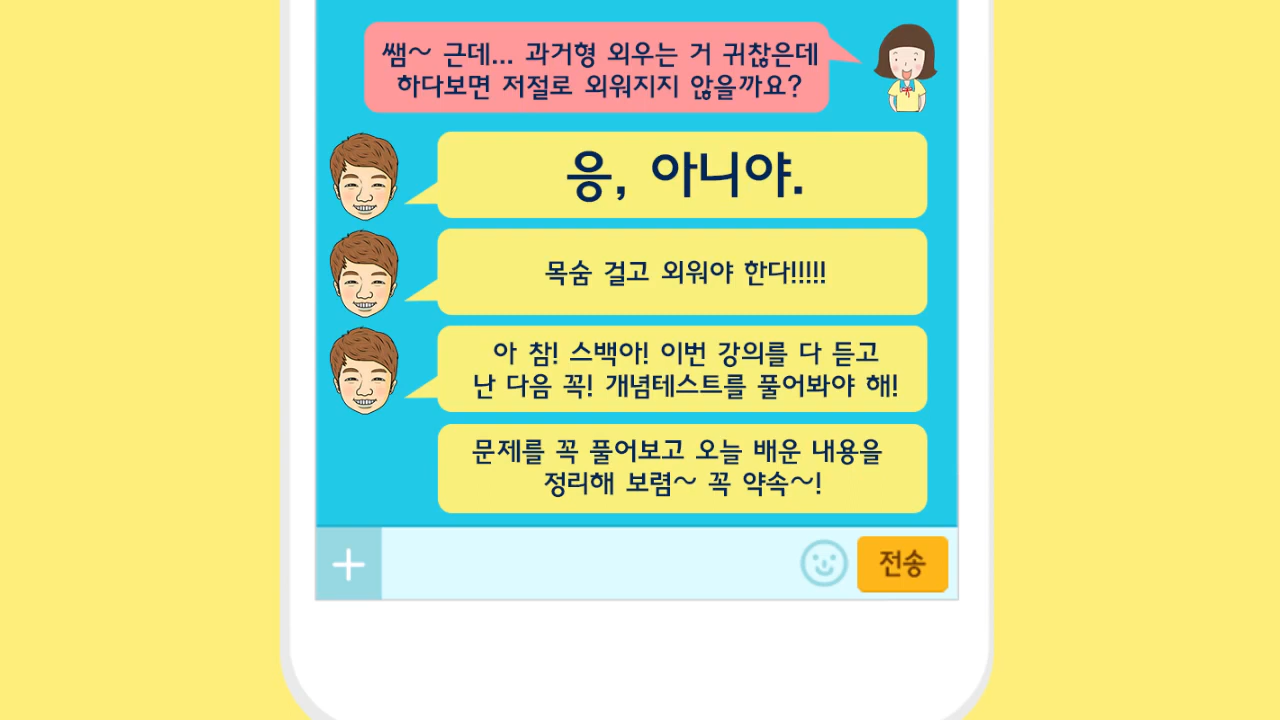 쌤~ 근데... 과거형 외우는 거 귀찮은데
하다보면 저절로 외워지지 않을까요?
응, 아니야.
목숨 걸고 외워야 한다!!!!!
아 참! 스백아! 이번 강의를 다 듣고
난 다음 꼭! 개념테스트를 풀어봐야 해!
문제를 꼭 풀어보고 오늘 배운 내용을
정리해 보렴~ 꼭 약속~!
전송